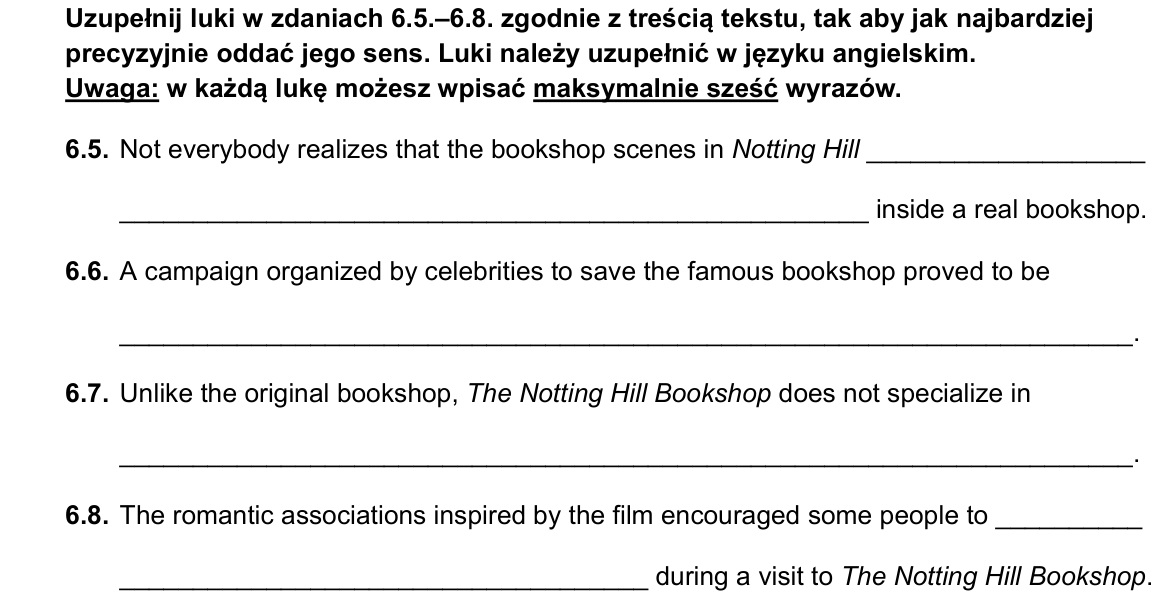 Uzupełnij luki w zdaniach 6.5.–6.8. zgodnie z treścią tekstu, tak aby jak najbardziej
precyzyjnie oddać jego sens. Luki należy uzupełnić w języku angielskim.
Uwaga: w każdą lukę możesz wpisać maksymalnie sześć wyrazów.
6.5. Not everybody realizes that the bookshop scenes in Notting Hill ____________________
____________________ inside a real bookshop.
6.6. A campaign organized by celebrities to save the famous bookshop proved to be
____________________.
6.7. Unlike the original bookshop, The Notting Hill Bookshop does not specialize in
____________________.
6.8. The romantic associations inspired by the film encouraged some people to __________
____________________ during a visit to The Notting Hill Bookshop.